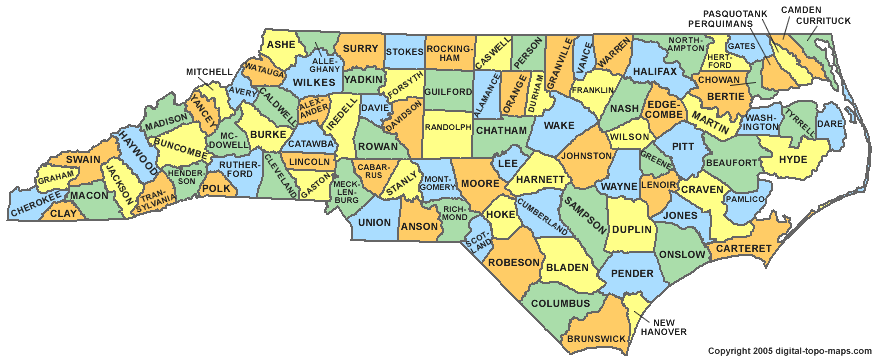 PASQUOTANK
CAMDEN
PERQUIMANS
CURRITUCK
ASHE
ALLE-
GHANY
SURRY
STOKES
ROCKING-
HAM
CASWELL
PERSON
GRANVILLE
VANCE
WARREN
NORTH-
AMPTON
HERT-
FORD
GATES
MITCHELL
WATAUGA
WILKES
YADKIN
FORSYTH
GUILFORD
ALAMANCE
ORANGE
DURHAM
FRANKLIN
HALIFAX
CHOWAN
BERTIE
AVERY
CALDWELL
ALEX-
ANDER
IREDELL
DAVIE
DAVIDSON
RANDOLPH
CHATHAM
WAKE
NASH
EDGE-
COMBE
MARTIN
WASH-
INGTON
TYRRELL
DARE
MADISON
YANCEY
MC-
DOWELL
BURKE
CATAWBA
ROWAN
WILSON
PITT
BEAUFORT
HYDE
HAYWOOD
BUNCOMBE
RUTHER-
FORD
CLEVELAND
LINCOLN
GASTON
CABAR-
RUS
STANLY
MONT-
GOMERY
MOORE
LEE
HARNETT
JOHNSTON
GREENE
WAYNE
LENOIR
CRAVEN
PAMLICO
SWAIN
GRAHAM
CHEROKEE
CLAY
MACON
JACKSON
TRAN-
SYLVANIA
HENDER-
SON
POLK
MECK-
LEN-
BURG
UNION
ANSON
RICH-
MOND
SCOT-
LAND
HOKE
CUMBERLAND
SAMPSON
DUPLIN
JONES
CARTERET
ONSLOW
ROBESON
BLADEN
PENDER
COLUMBUS
BRUNSWICK
NEW
HANOVER
Copyright 2005 digital-topo-maps.com